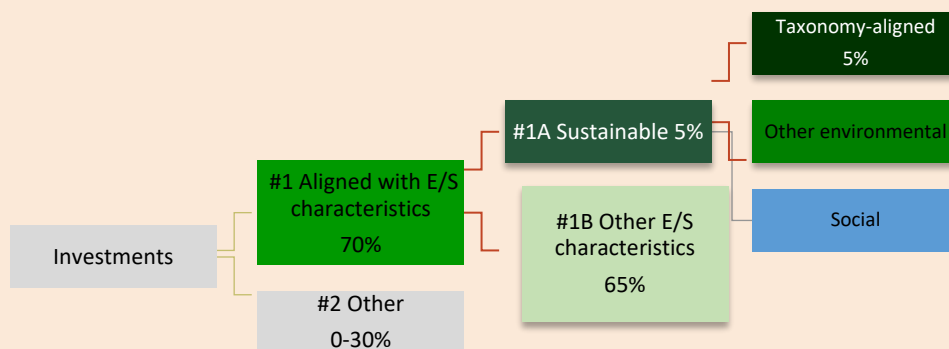 Investments
#1 Aligned with E/S
characteristics
70%
#2 Other
0-30%
#1A Sustainable 5%
#1B Other E/S
characteristics
65%
Taxonomy-aligned
5%
Other environmental
Social